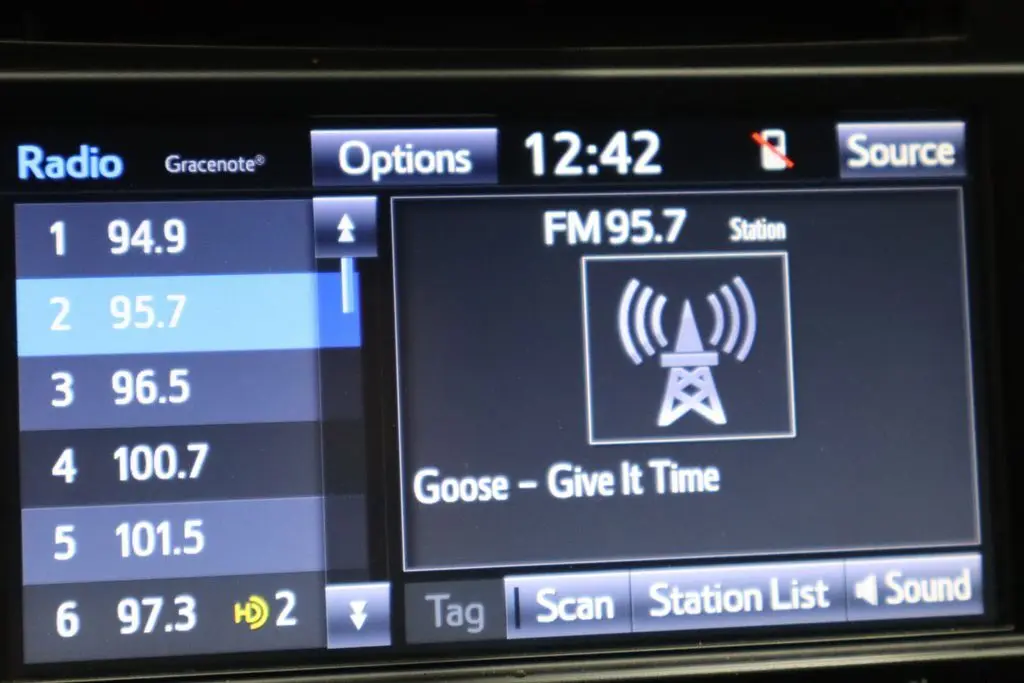 Radio Gracenote® Options 12:42 Source
1 94.9
2 95.7
3 96.5
4 100.7
5 101.5
6 97.3 HD 2
FM 95.7 Station
Goose – Give It Time
Tag Scan Station List Sound